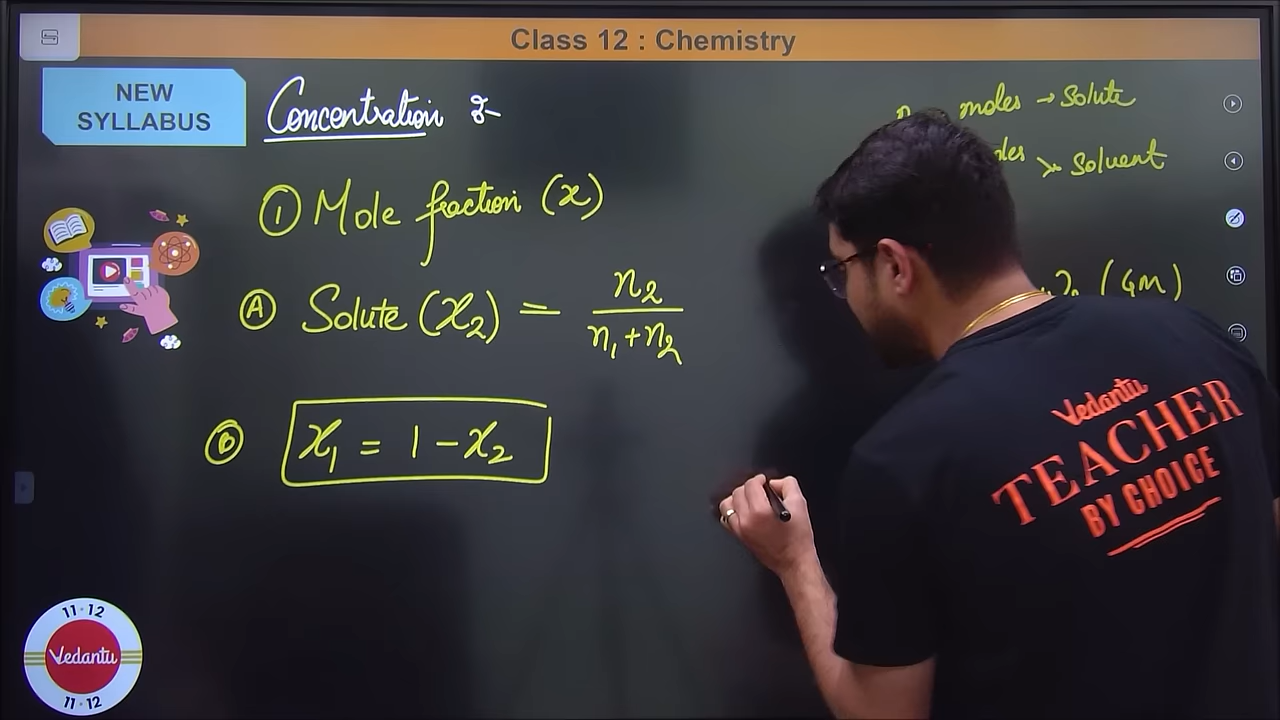 Class 12 : Chemistry
NEW
SYLLABUS
Concentration :-
① Mole fraction (x)
Ⓐ Solute (x₂) = n₂ / n₁+n₂
Ⓑ x₁ = 1 - x₂
moles → Solute
→ Solvent
(GM)
Vedantu
TEACHER
BY CHOICE
11·12
Vedantu
11·12